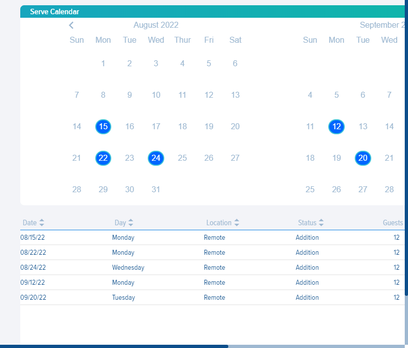 Serve Calendar
August 2022
Sun Mon Tue Wed Thur Fri Sat
1 2 3 4 5 6
7 8 9 10 11 12 13
14 15 16 17 18 19 20
21 22 23 24 25 26 27
28 29 30 31
September 2
Sun Mon Tue Wed
4 5 6 7
11 12 13 14
18 19 20 21
25 26 27 28
Date Day Location Status Guests
08/15/22 Monday Remote Addition 12
08/22/22 Monday Remote Addition 12
08/24/22 Wednesday Remote Addition 12
09/12/22 Monday Remote Addition 12
09/20/22 Tuesday Remote Addition 12